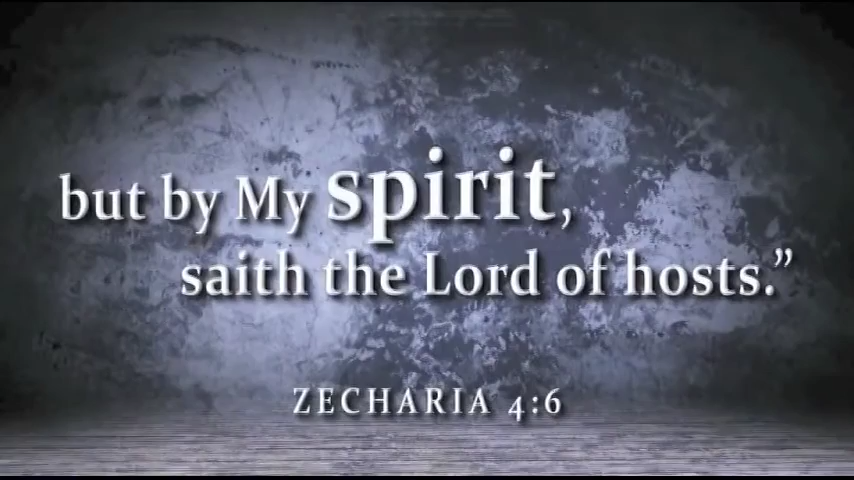 but by My spirit,
saith the Lord of hosts.”
ZECHARIA 4:6